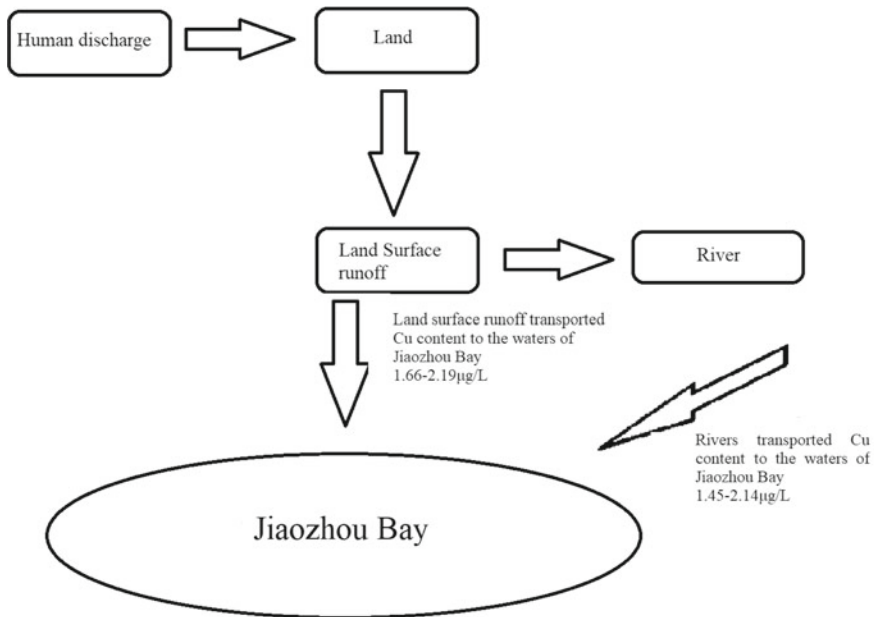 Human discharge
Land
Land Surface
runoff
River
Land surface runoff transported
Cu content to the waters of
Jiaozhou Bay
1.66-2.19μg/L
Rivers transported Cu
content to the waters of
Jiaozhou Bay
1.45-2.14μg/L
Jiaozhou Bay